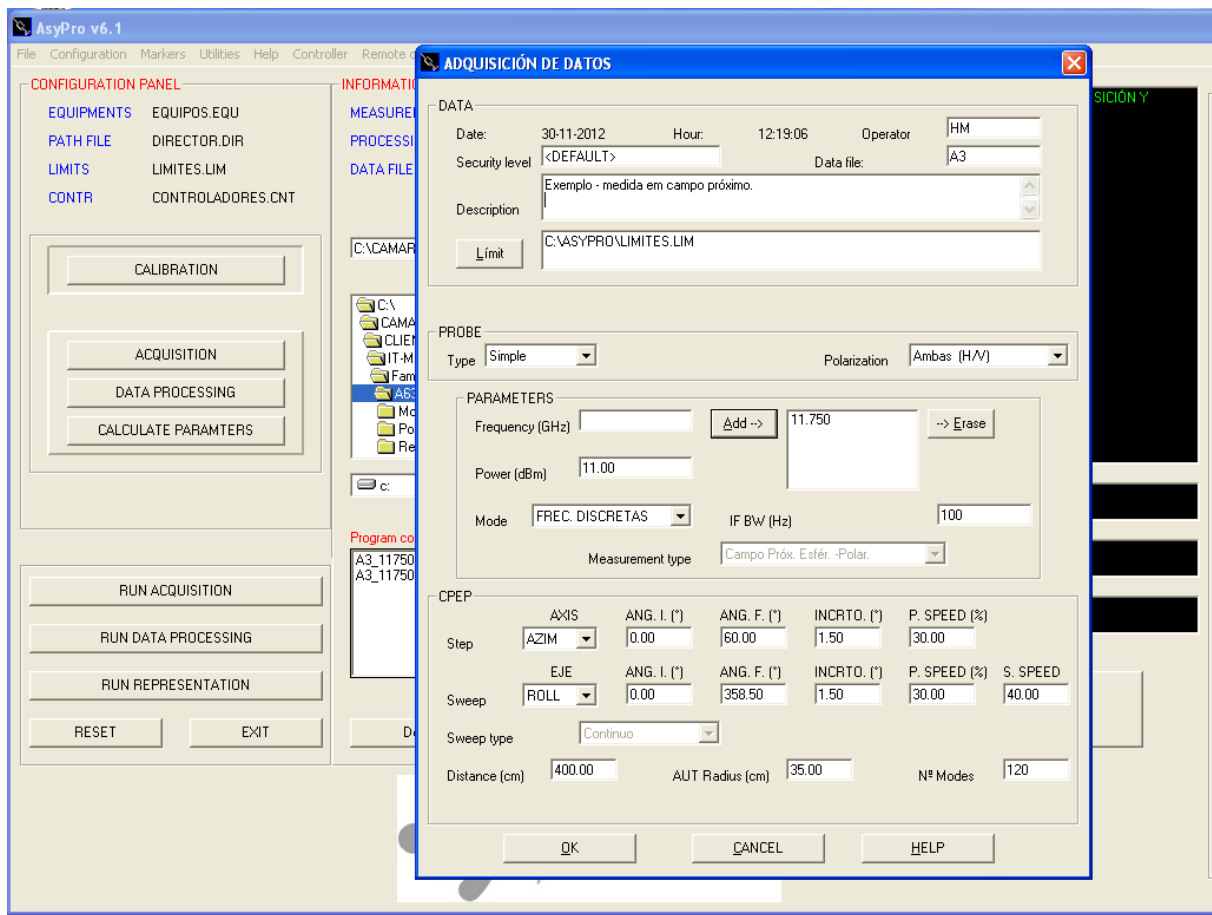 AsyPro v6.1
File Configuration Markers Utilities Help Controller Remote
CONFIGURATION PANEL
EQUIPMENTS EQUIPOS.EQU
PATH FILE DIRECTOR.DIR
LIMITS LIMITES.LIM
CONTR CONTROLADORES.CNT
CALIBRATION
ACQUISITION
DATA PROCESSING
CALCULATE PARAMTERS
RUN ACQUISITION
RUN DATA PROCESSING
RUN REPRESENTATION
RESET EXIT
INFORMATI
MEASURE
PROCESSI
DATA FILE
C:\CAMAR
C:\
CAMA
CLIE
IT-M
Fam
A63
Mo
Po
Re
c:
Program co
A3_11750
A3_11750
De
SICIÓN Y
ADQUISICIÓN DE DATOS
DATA
Date: 30-11-2012 Hour: 12:19:06 Operator HM
Security level <DEFAULT> Data file: A3
Description Exemplo - medida em campo próximo.
Límit C:\ASYPRO\LIMITES.LIM
PROBE
Type Simple Polarization Ambas (H/V)
PARAMETERS
Frequency (GHz) Add --> 11.750 --> Erase
Power (dBm) 11.00
Mode FREC. DISCRETAS IF BW (Hz) 100
Measurement type Campo Próx. Esfér. -Polar.
CPEP
AXIS ANG. I. (°) ANG. F. (°) INCRTO. (°) P. SPEED (%)
Step AZIM 0.00 60.00 1.50 30.00
EJE ANG. I. (°) ANG. F. (°) INCRTO. (°) P. SPEED (%) S. SPEED
Sweep ROLL 0.00 358.50 1.50 30.00 40.00
Sweep type Continuo
Distance (cm) 400.00 AUT Radius (cm) 35.00 Nº Modes 120
OK CANCEL HELP